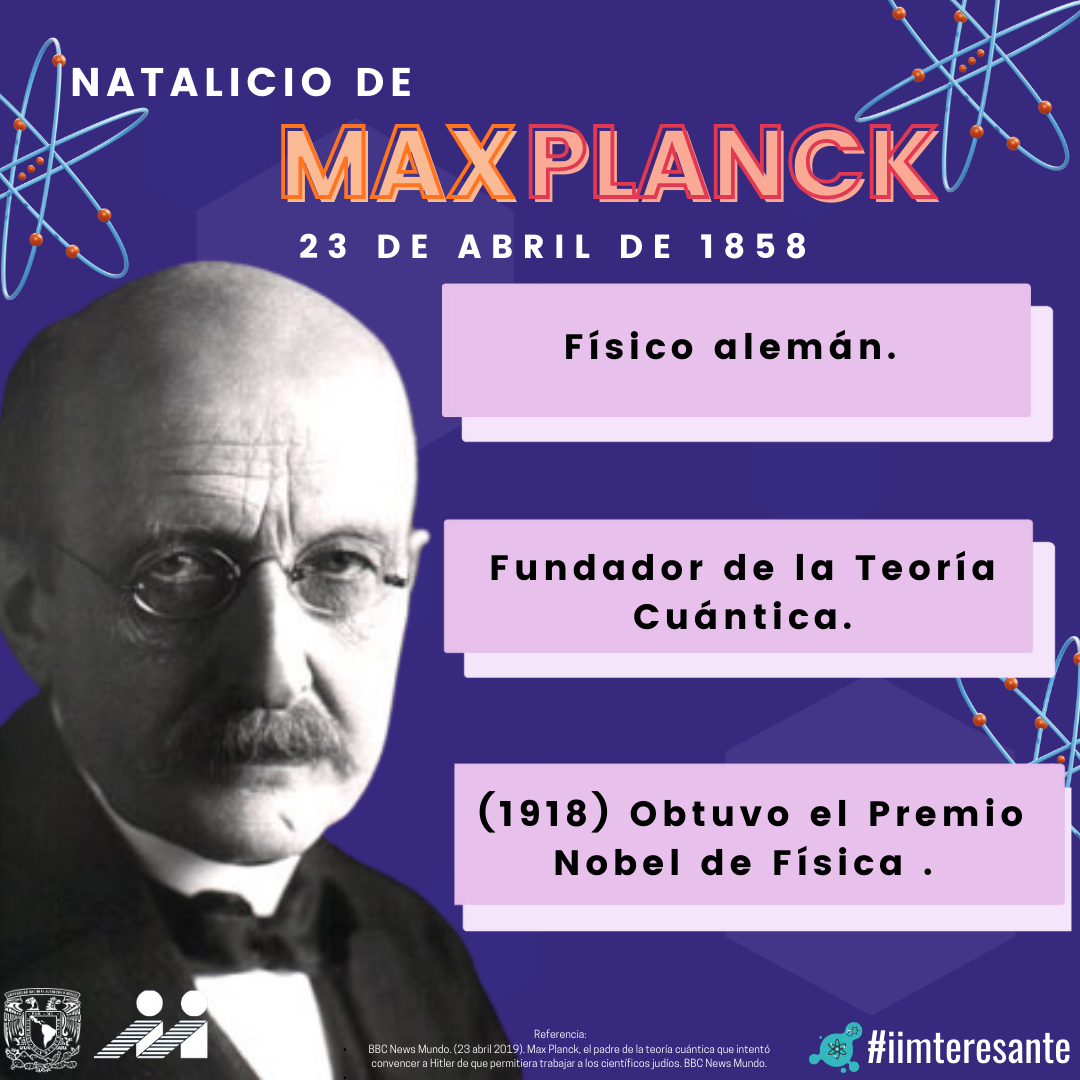 NATALICIO DE
MAX PLANCK
23 DE ABRIL DE 1858
Físico alemán.
Fundador de la Teoría
Cuántica.
(1918) Obtuvo el Premio
Nobel de Física .
Referencia:
BBC News Mundo. (23 abril 2019). Max Planck, el padre de la teoría cuántica que intentó
convencer a Hitler de que permitiera trabajar a los científicos judíos. BBC News Mundo.
#iimteresante